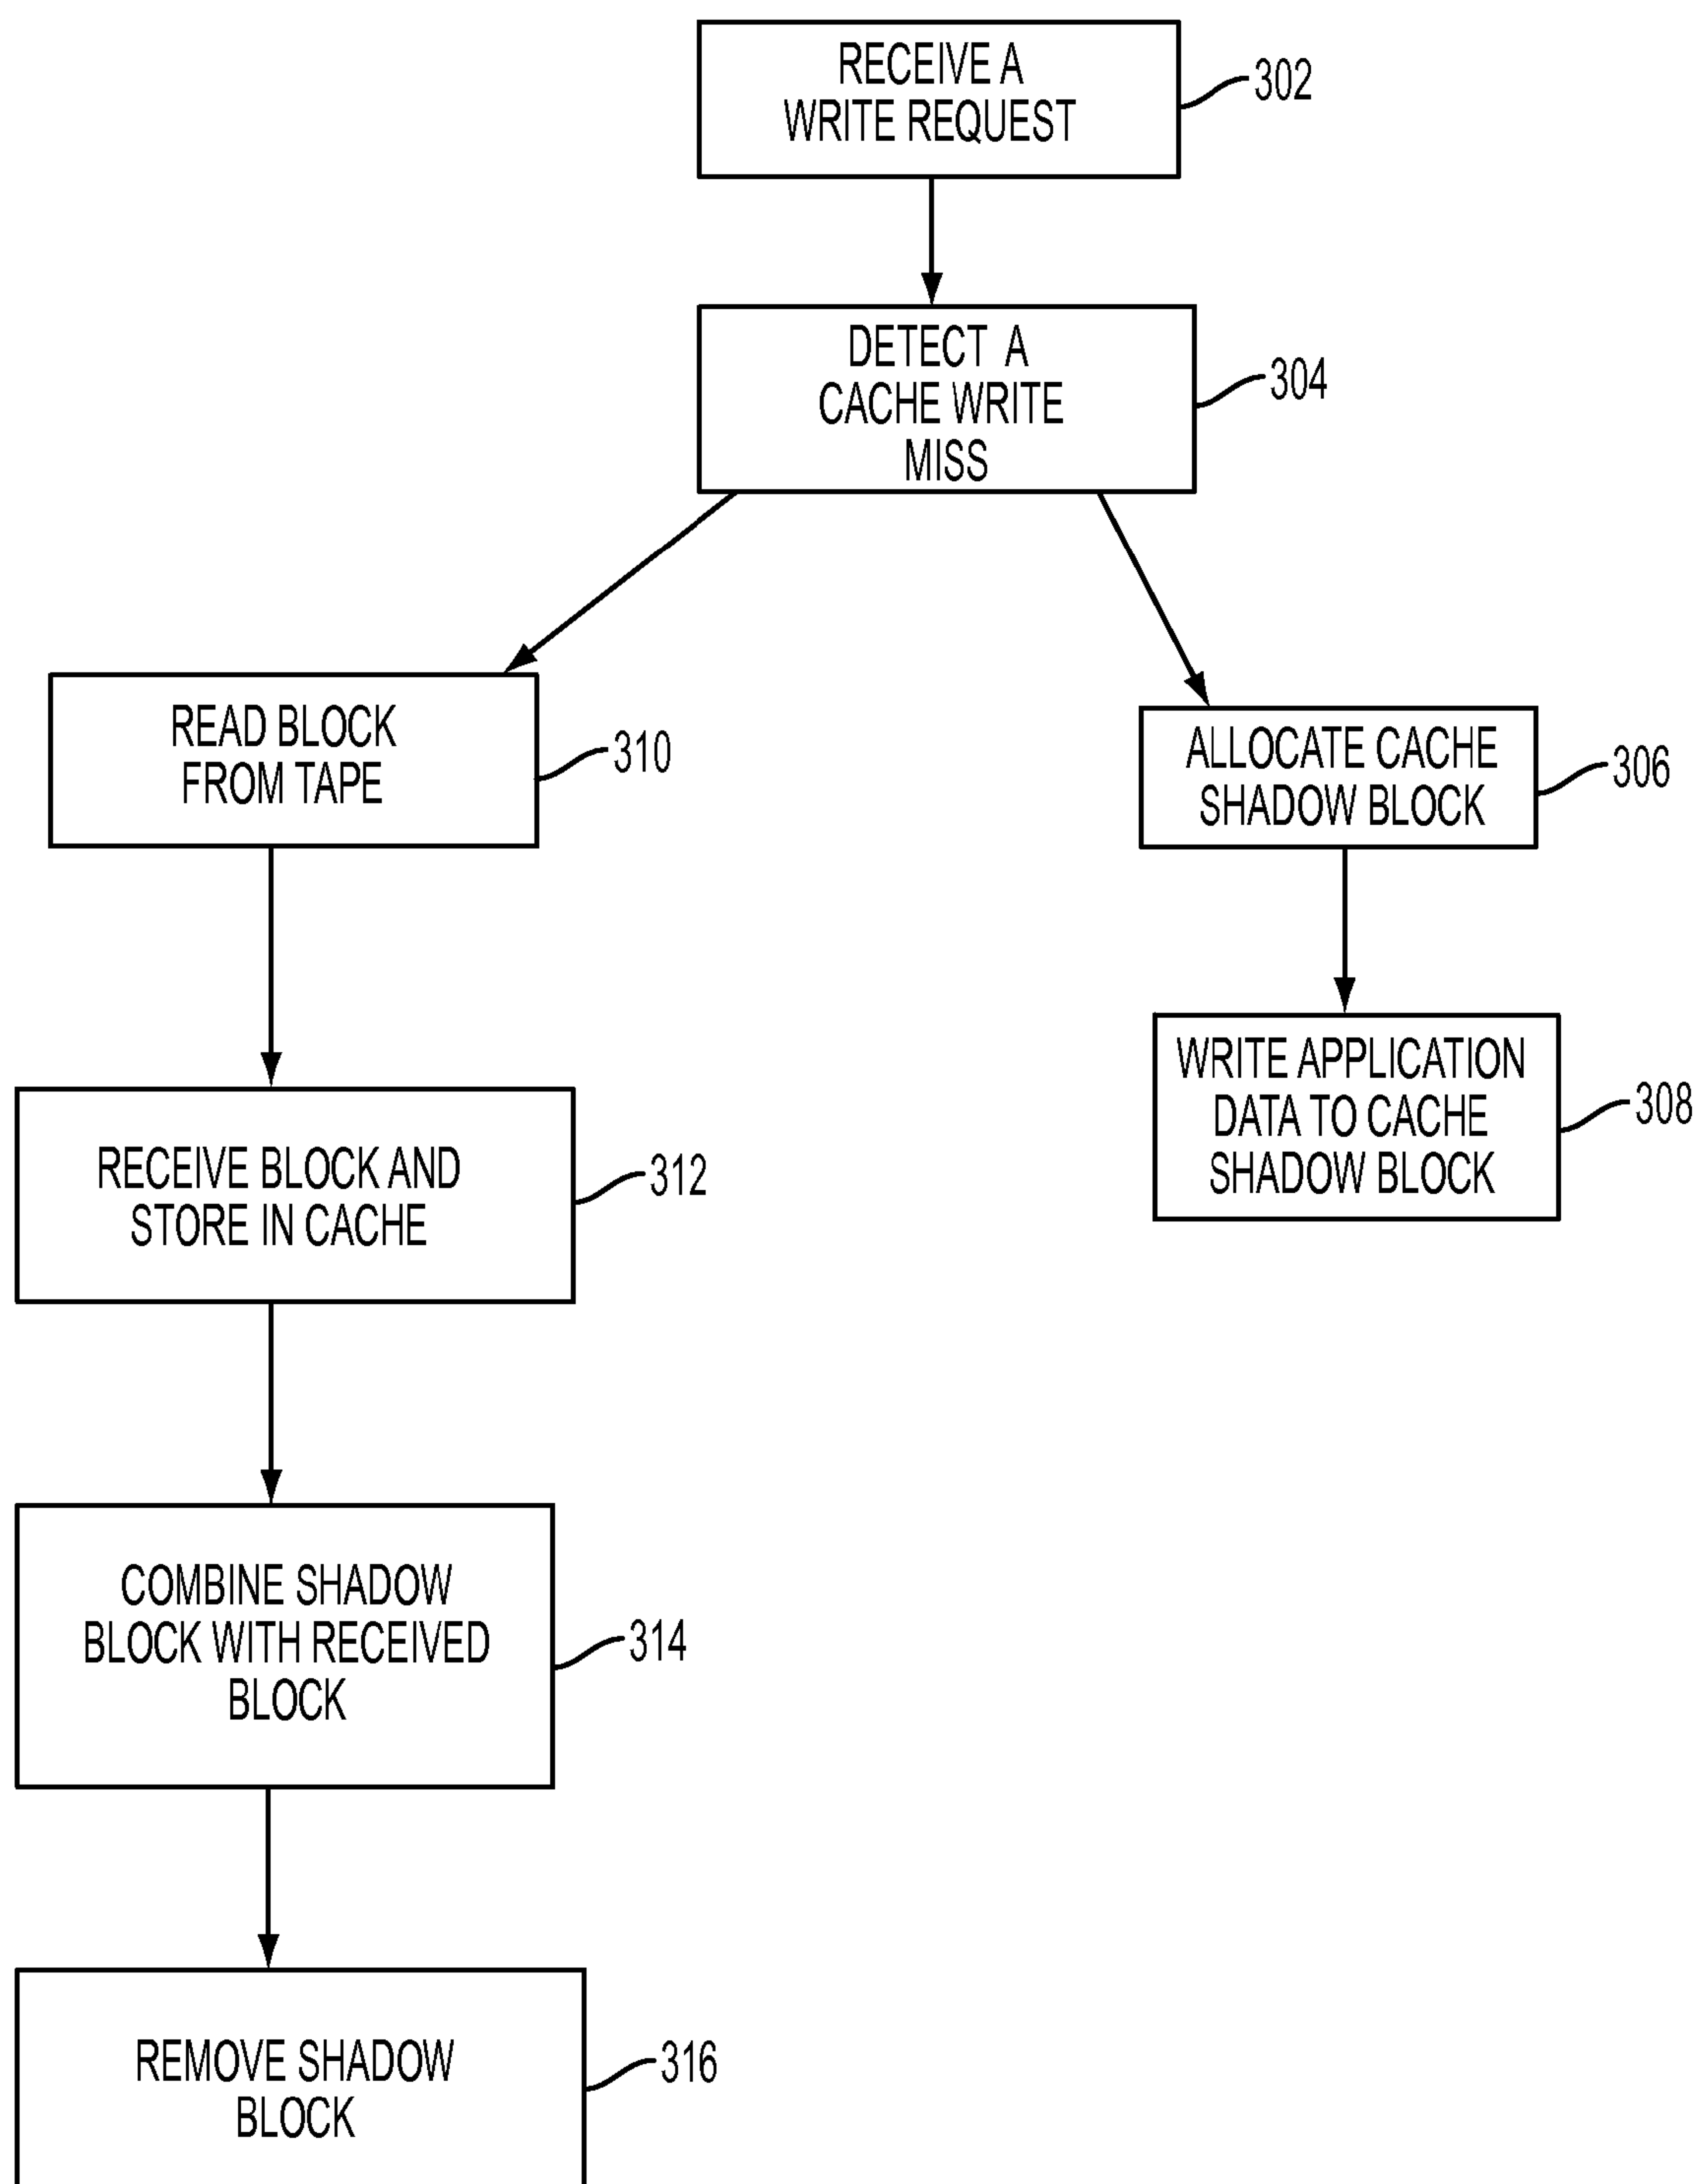 RECEIVE A
WRITE REQUEST
302
DETECT A
CACHE WRITE
MISS
304
READ BLOCK
FROM TAPE
310
ALLOCATE CACHE
SHADOW BLOCK
306
WRITE APPLICATION
DATA TO CACHE
SHADOW BLOCK
308
RECEIVE BLOCK AND
STORE IN CACHE
312
COMBINE SHADOW
BLOCK WITH RECEIVED
BLOCK
314
REMOVE SHADOW
BLOCK
316